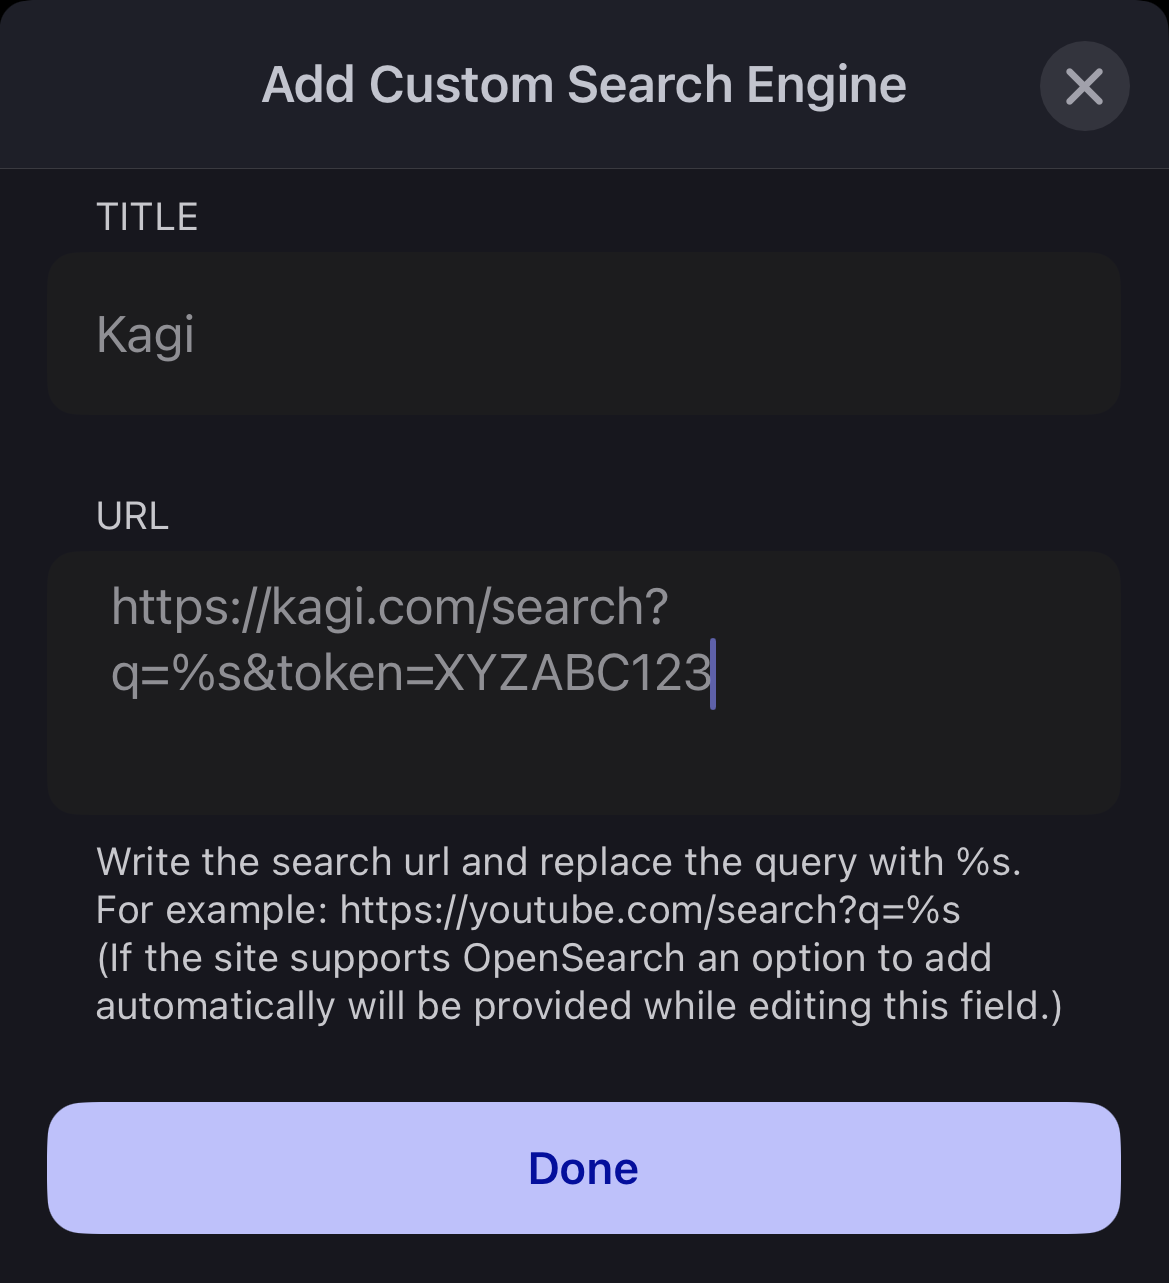 Add Custom Search Engine
TITLE
Kagi
URL
https://kagi.com/search?
q=%s&token=XYZABC123
Write the search url and replace the query with %s.
For example: https://youtube.com/search?q=%s
(If the site supports OpenSearch an option to add
automatically will be provided while editing this field.)
Done